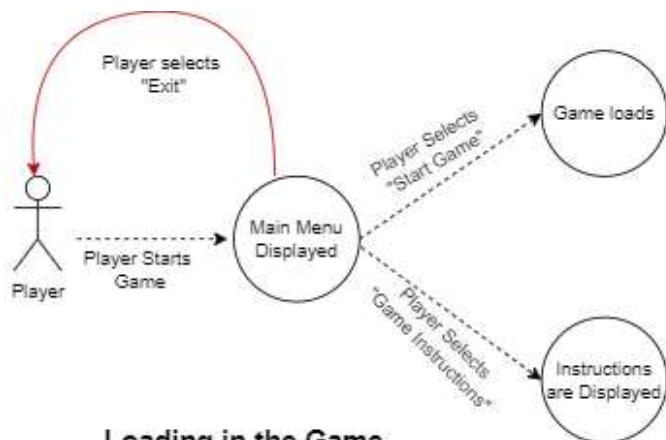 Player selects
"Exit"
Player Selects
"Start Game"
Game loads
Main Menu
Displayed
Player Starts
Game
Player
Player Selects
"Game Instructions"
Instructions
are Displayed
Loading in the Game